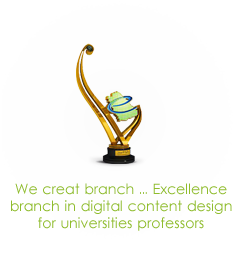 We creat branch ... Excellence
branch in digital content design
for universities professors